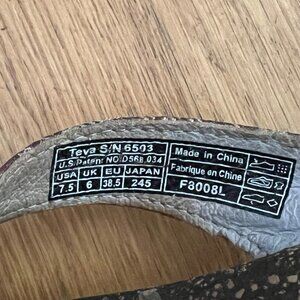 Teva S/N 6503
U.S. Patent NO D568,034
USA UK EU JAPAN
7.5 6 38.5 245
Made in China
Fabriqué en Chine
F8008L